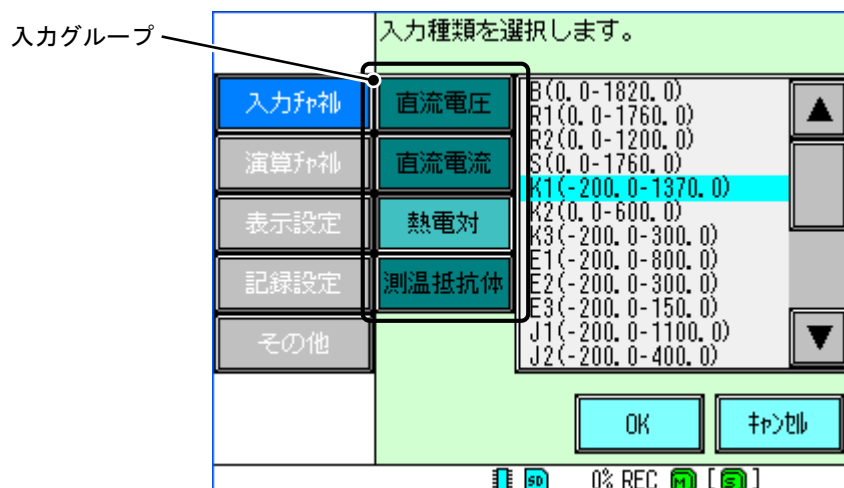 入力グループ
入力種類を選択します。
入力ﾁｬﾈﾙ
演算ﾁｬﾈﾙ
表示設定
記録設定
その他
直流電圧
直流電流
熱電対
測温抵抗体
B(0.0-1820.0)
R1(0.0-1760.0)
R2(0.0-1200.0)
S(0.0-1760.0)
K1(-200.0-1370.0)
K2(0.0-600.0)
K3(-200.0-300.0)
E1(-200.0-800.0)
E2(-200.0-300.0)
E3(-200.0-150.0)
J1(-200.0-1100.0)
J2(-200.0-400.0)
▲
▼
OK
ｷｬﾝｾﾙ
SD 0% REC M [S]